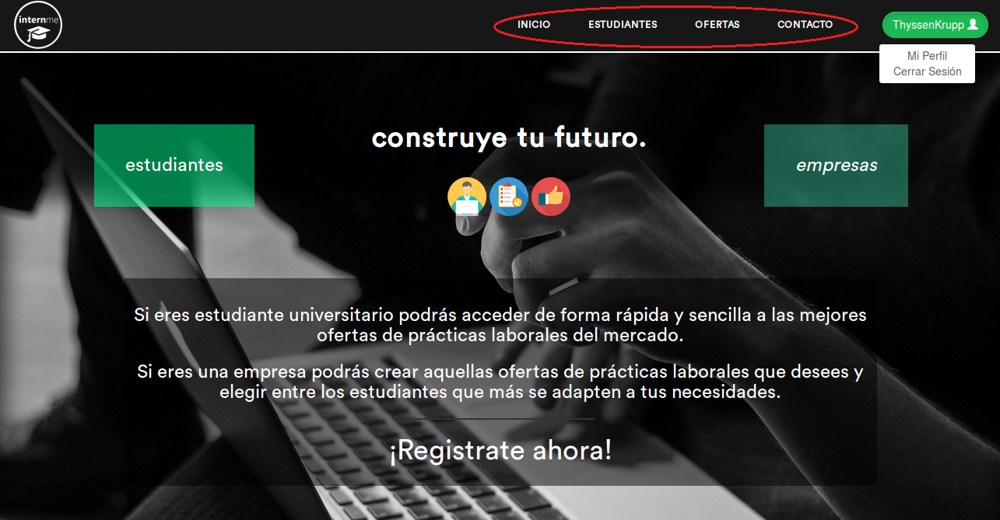 internme
INICIO ESTUDIANTES OFERTAS CONTACTO
ThyssenKrupp
Mi Perfil
Cerrar Sesión
estudiantes
construye tu futuro.
empresas
Si eres estudiante universitario podrás acceder de forma rápida y sencilla a las mejores
ofertas de prácticas laborales del mercado.
Si eres una empresa podrás crear aquellas ofertas de prácticas laborales que desees y
elegir entre los estudiantes que más se adapten a tus necesidades.
¡Registrate ahora!